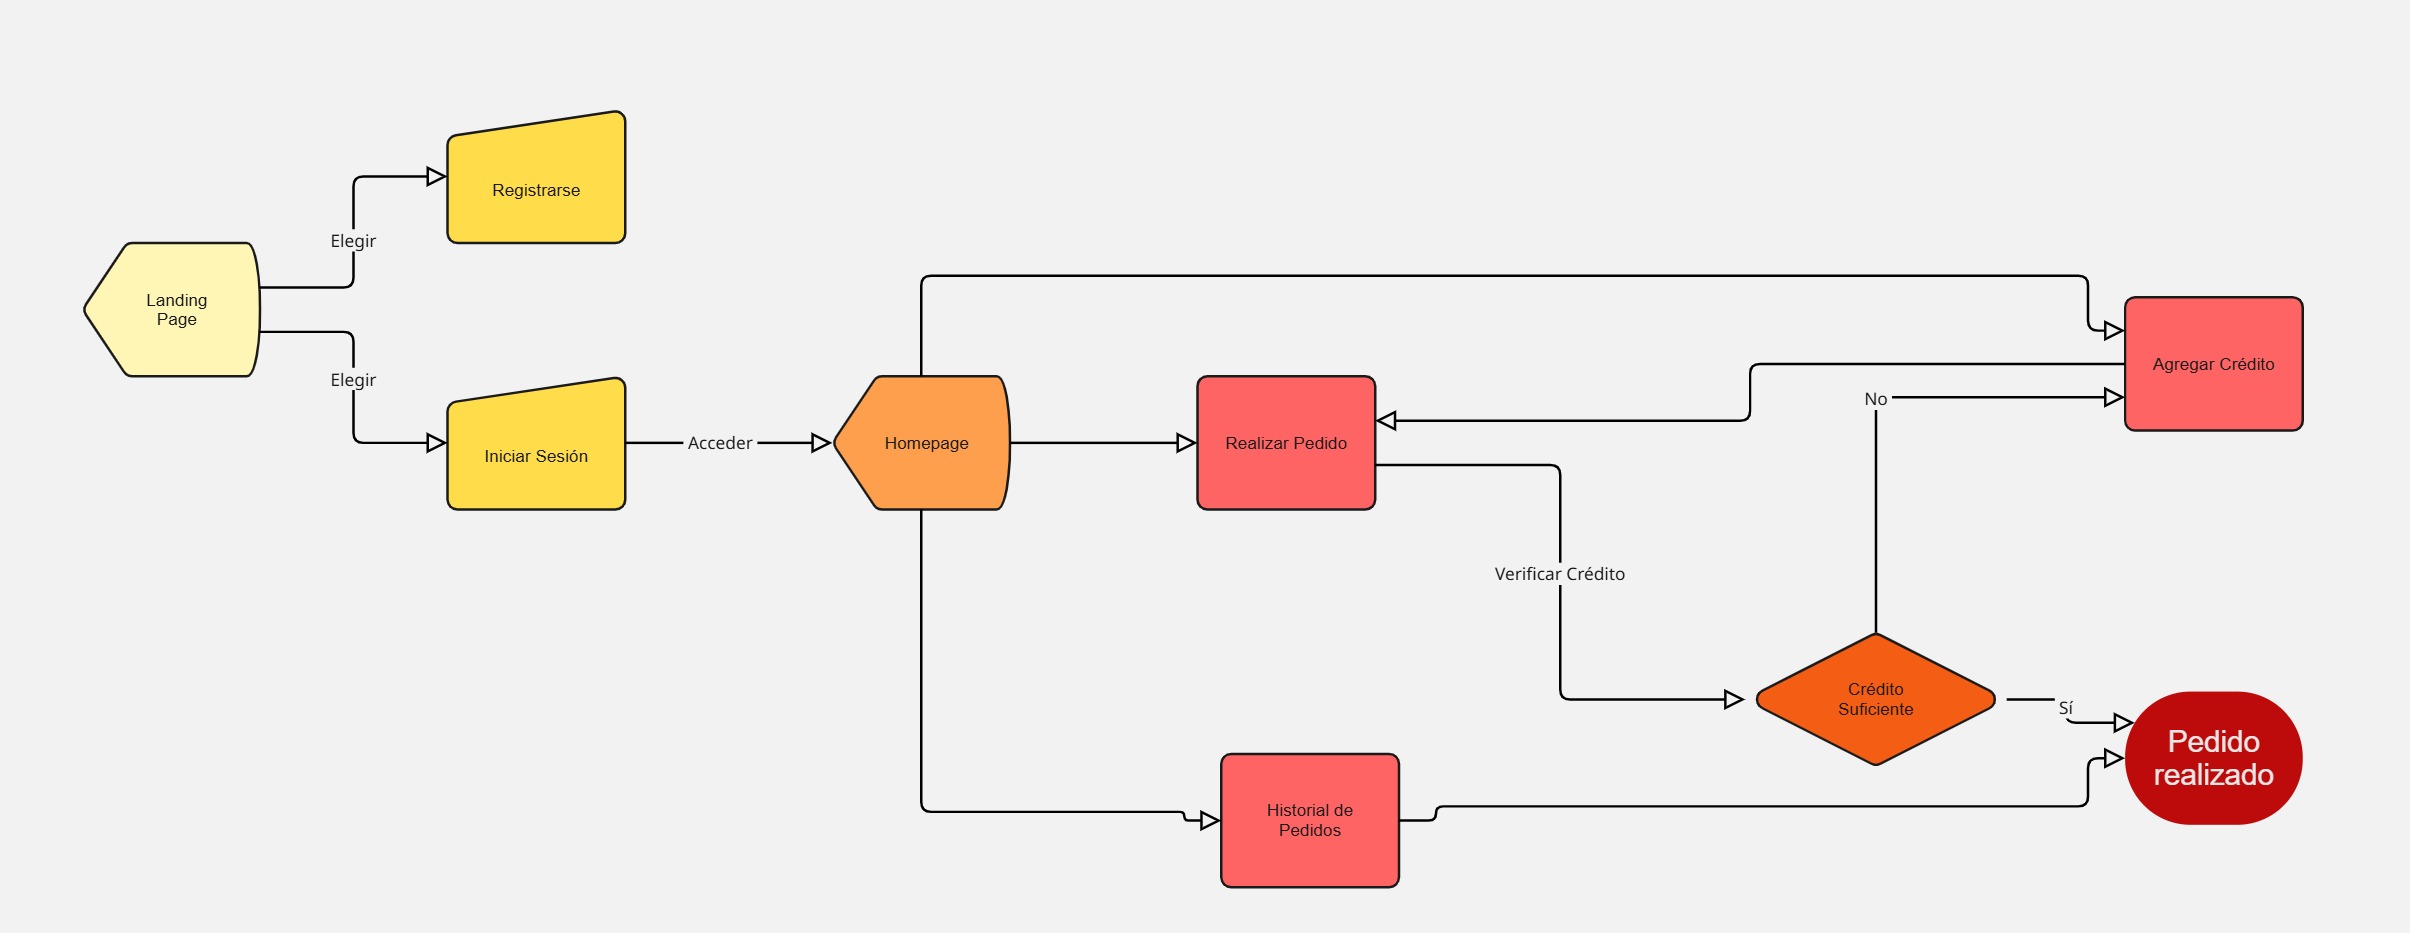 Registrarse
Elegir
Landing
Page
Elegir
Iniciar Sesión
Acceder
Homepage
Realizar Pedido
Agregar Crédito
No
Verificar Crédito
Crédito
Suficiente
Sí
Pedido
realizado
Historial de
Pedidos